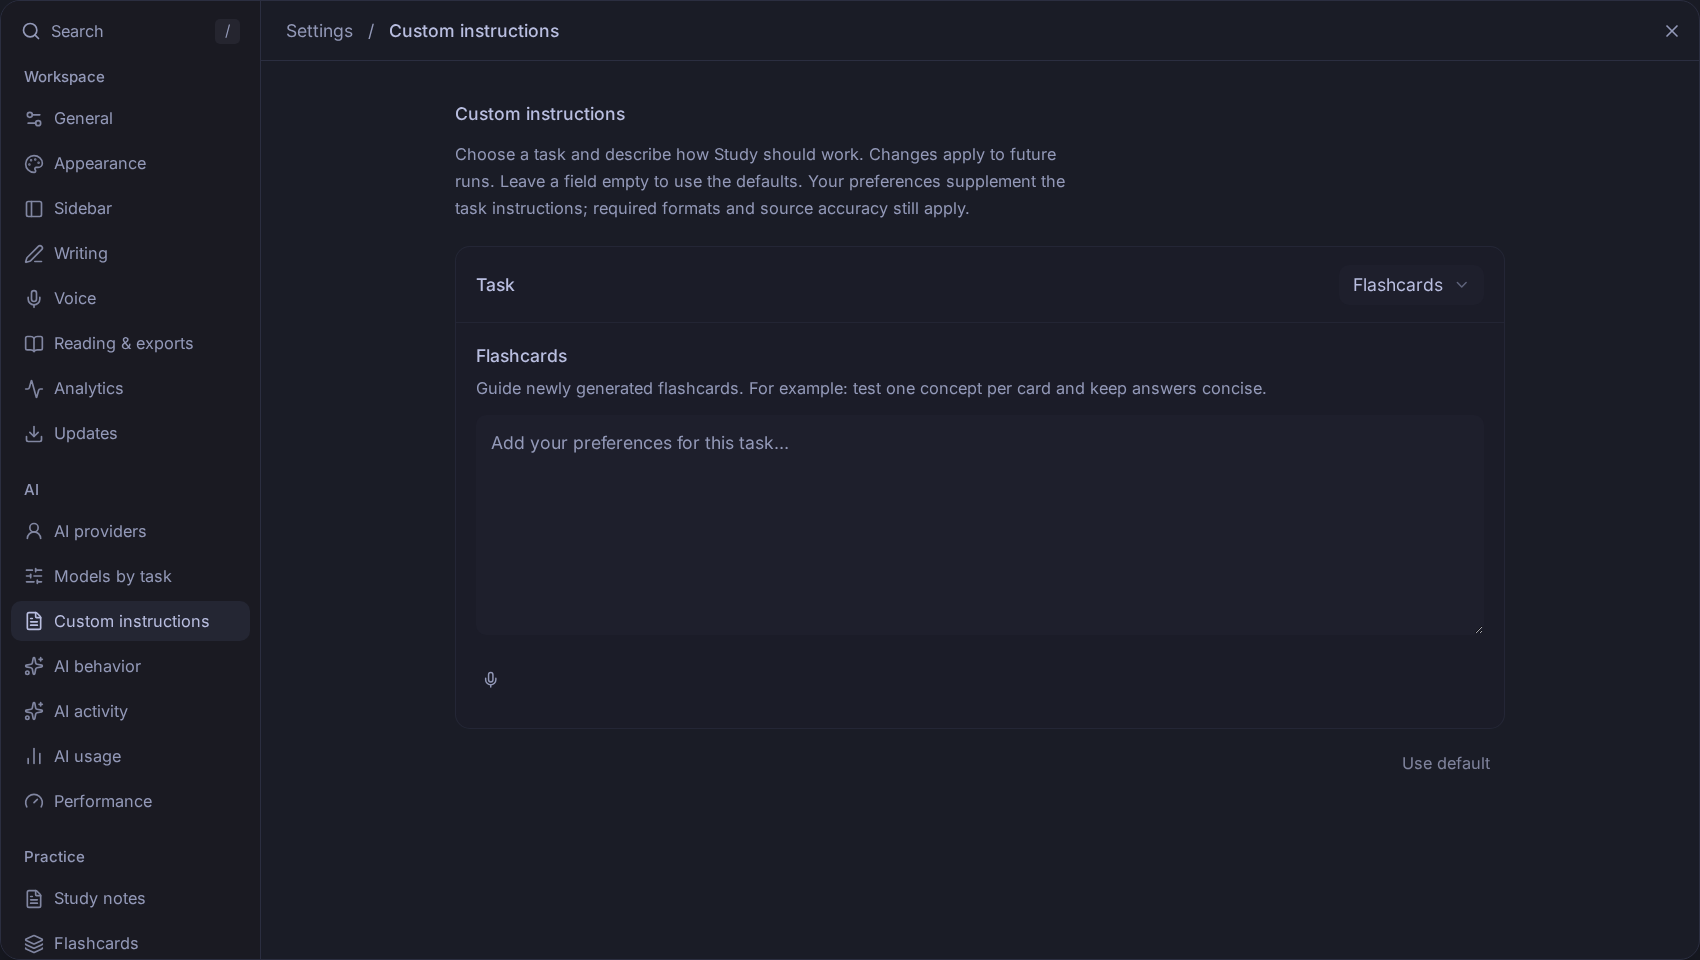 Search
/
Workspace
General
Appearance
Sidebar
Writing
Voice
Reading & exports
Analytics
Updates
AI
AI providers
Models by task
Custom instructions
AI behavior
AI activity
AI usage
Performance
Practice
Study notes
Flashcards
Settings / Custom instructions
Custom instructions
Choose a task and describe how Study should work. Changes apply to future
runs. Leave a field empty to use the defaults. Your preferences supplement the
task instructions; required formats and source accuracy still apply.
Task
Flashcards
Flashcards
Guide newly generated flashcards. For example: test one concept per card and keep answers concise.
Add your preferences for this task...
Use default